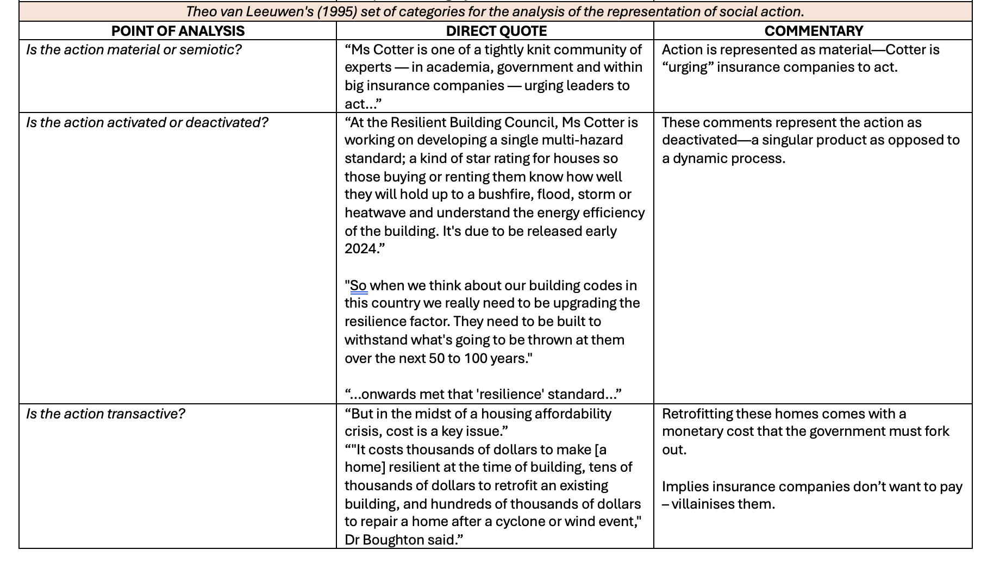 Theo van Leeuwen's (1995) set of categories for the analysis of the representation of social action.
POINT OF ANALYSIS
DIRECT QUOTE
COMMENTARY
Is the action material or semiotic?
“Ms Cotter is one of a tightly knit community of
experts — in academia, government and within
big insurance companies — urging leaders to
act...”
Action is represented as material—Cotter is
“urging” insurance companies to act.
Is the action activated or deactivated?
“At the Resilient Building Council, Ms Cotter is
working on developing a single multi-hazard
standard; a kind of star rating for houses so
those buying or renting them know how well
they will hold up to a bushfire, flood, storm or
heatwave and understand the energy efficiency
of the building. It's due to be released early
2024.”
"So when we think about our building codes in
this country we really need to be upgrading the
resilience factor. They need to be built to
withstand what's going to be thrown at them
over the next 50 to 100 years."
“...onwards met that 'resilience' standard...”
These comments represent the action as
deactivated—a singular product as opposed to
a dynamic process.
Is the action transactive?
“But in the midst of a housing affordability
crisis, cost is a key issue.”
“"It costs thousands of dollars to make [a
home] resilient at the time of building, tens of
thousands of dollars to retrofit an existing
building, and hundreds of thousands of dollars
to repair a home after a cyclone or wind event,"
Dr Boughton said.”
Retrofitting these homes comes with a
monetary cost that the government must fork
out.
Implies insurance companies don’t want to pay
– villainises them.